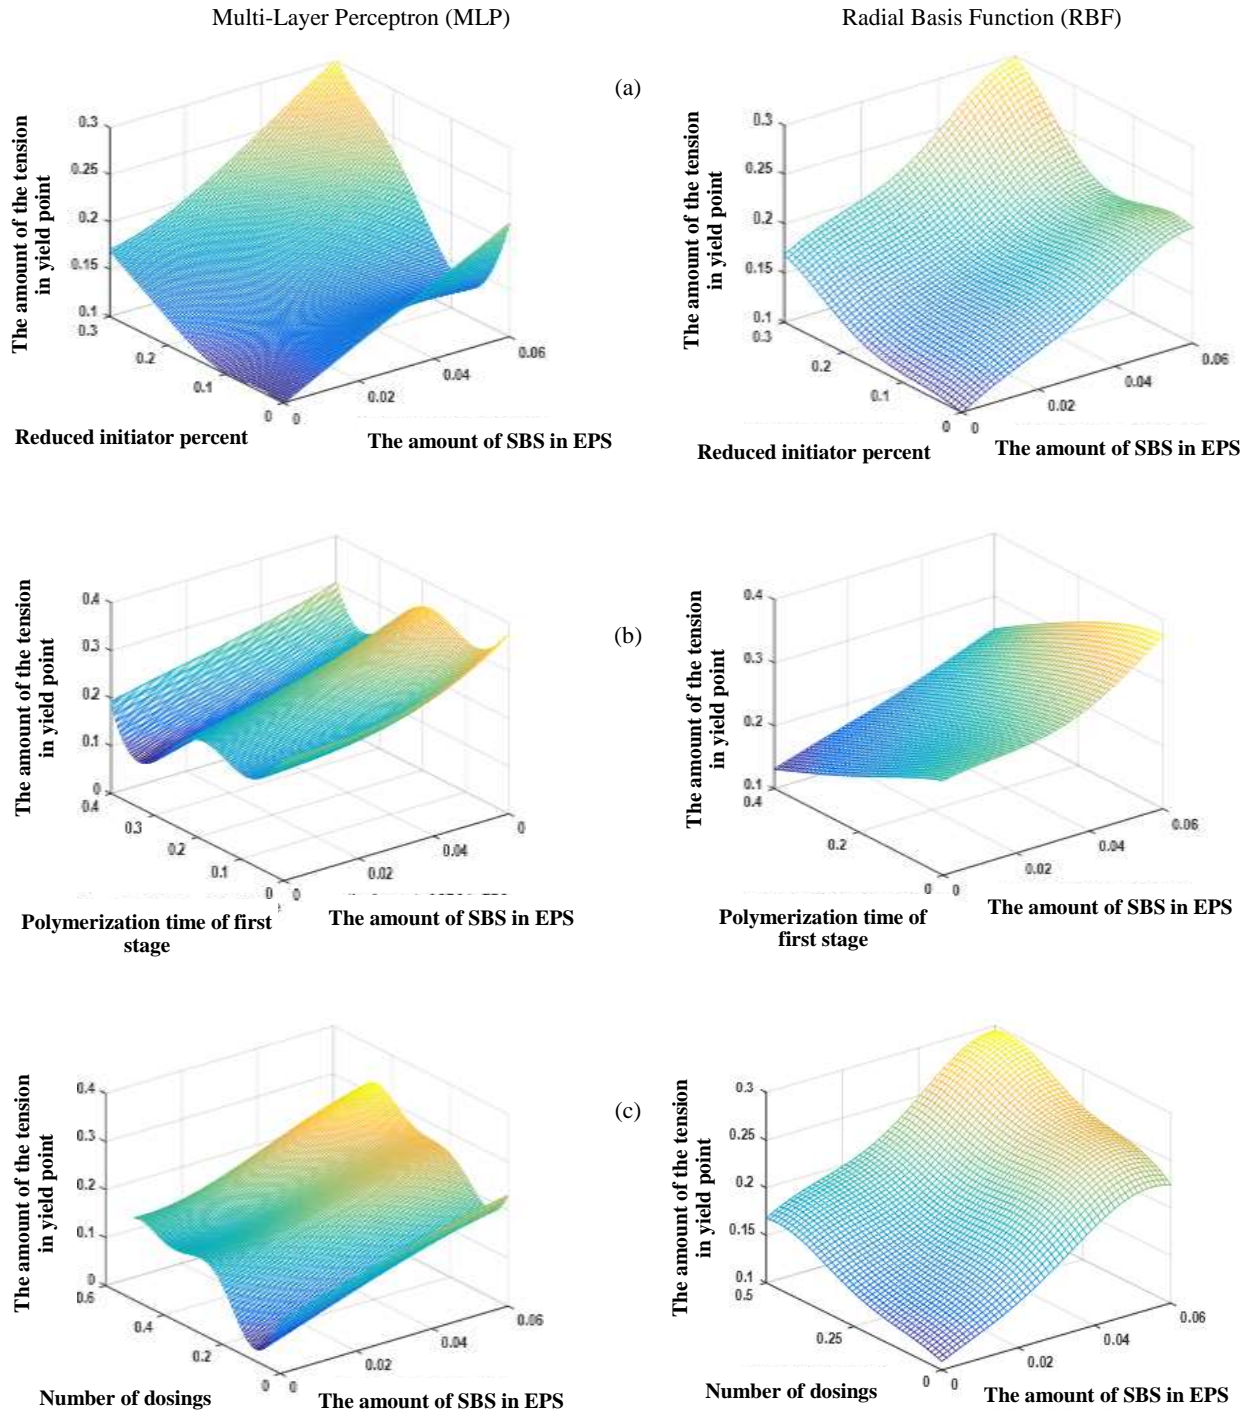 Multi-Layer Perceptron (MLP)
Radial Basis Function (RBF)
(a)
The amount of the tension
in yield point
0.3
0.25
0.2
0.15
0.1
0.3
0.2
0.1
0
0
0.02
0.04
0.06
Reduced initiator percent
The amount of SBS in EPS
The amount of the tension
in yield point
0.3
0.25
0.2
0.15
0.1
0.3
0.2
0.1
0
0
0.02
0.04
0.06
Reduced initiator percent
The amount of SBS in EPS
(b)
The amount of the tension
in yield point
0.4
0.3
0.2
0.1
0
0.4
0.3
0.2
0.1
0
0
0.02
0.04
0
Polymerization time of first
stage
The amount of SBS in EPS
The amount of the tension
in yield point
0.4
0.3
0.2
0.1
0.4
0.2
0
0
0.02
0.04
0.06
Polymerization time of
first stage
The amount of SBS in EPS
(c)
The amount of the tension
in yield point
0.4
0.3
0.2
0.1
0
0.6
0.4
0.2
0
0
0.02
0.04
0.06
Number of dosings
The amount of SBS in EPS
The amount of the tension
in yield point
0.3
0.25
0.2
0.15
0.1
0.5
0.25
0
0
0.02
0.04
0.06
Number of dosings
The amount of SBS in EPS